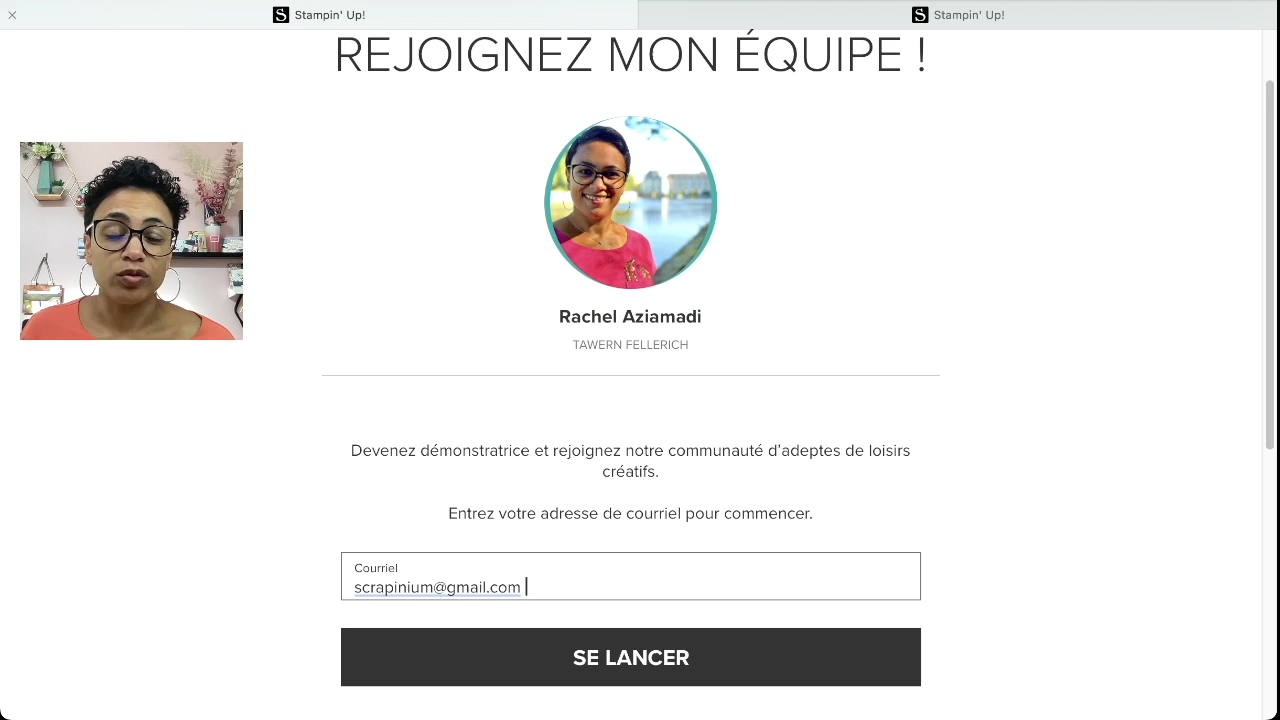 Stampin' Up!
Stampin' Up!
REJOIGNEZ MON ÉQUIPE !
Rachel Aziamadi
TAWERN FELLERICH
Devenez démonstratrice et rejoignez notre communauté d'adeptes de loisirs
créatifs.
Entrez votre adresse de courriel pour commencer.
Courriel
scrapinium@gmail.com
SE LANCER